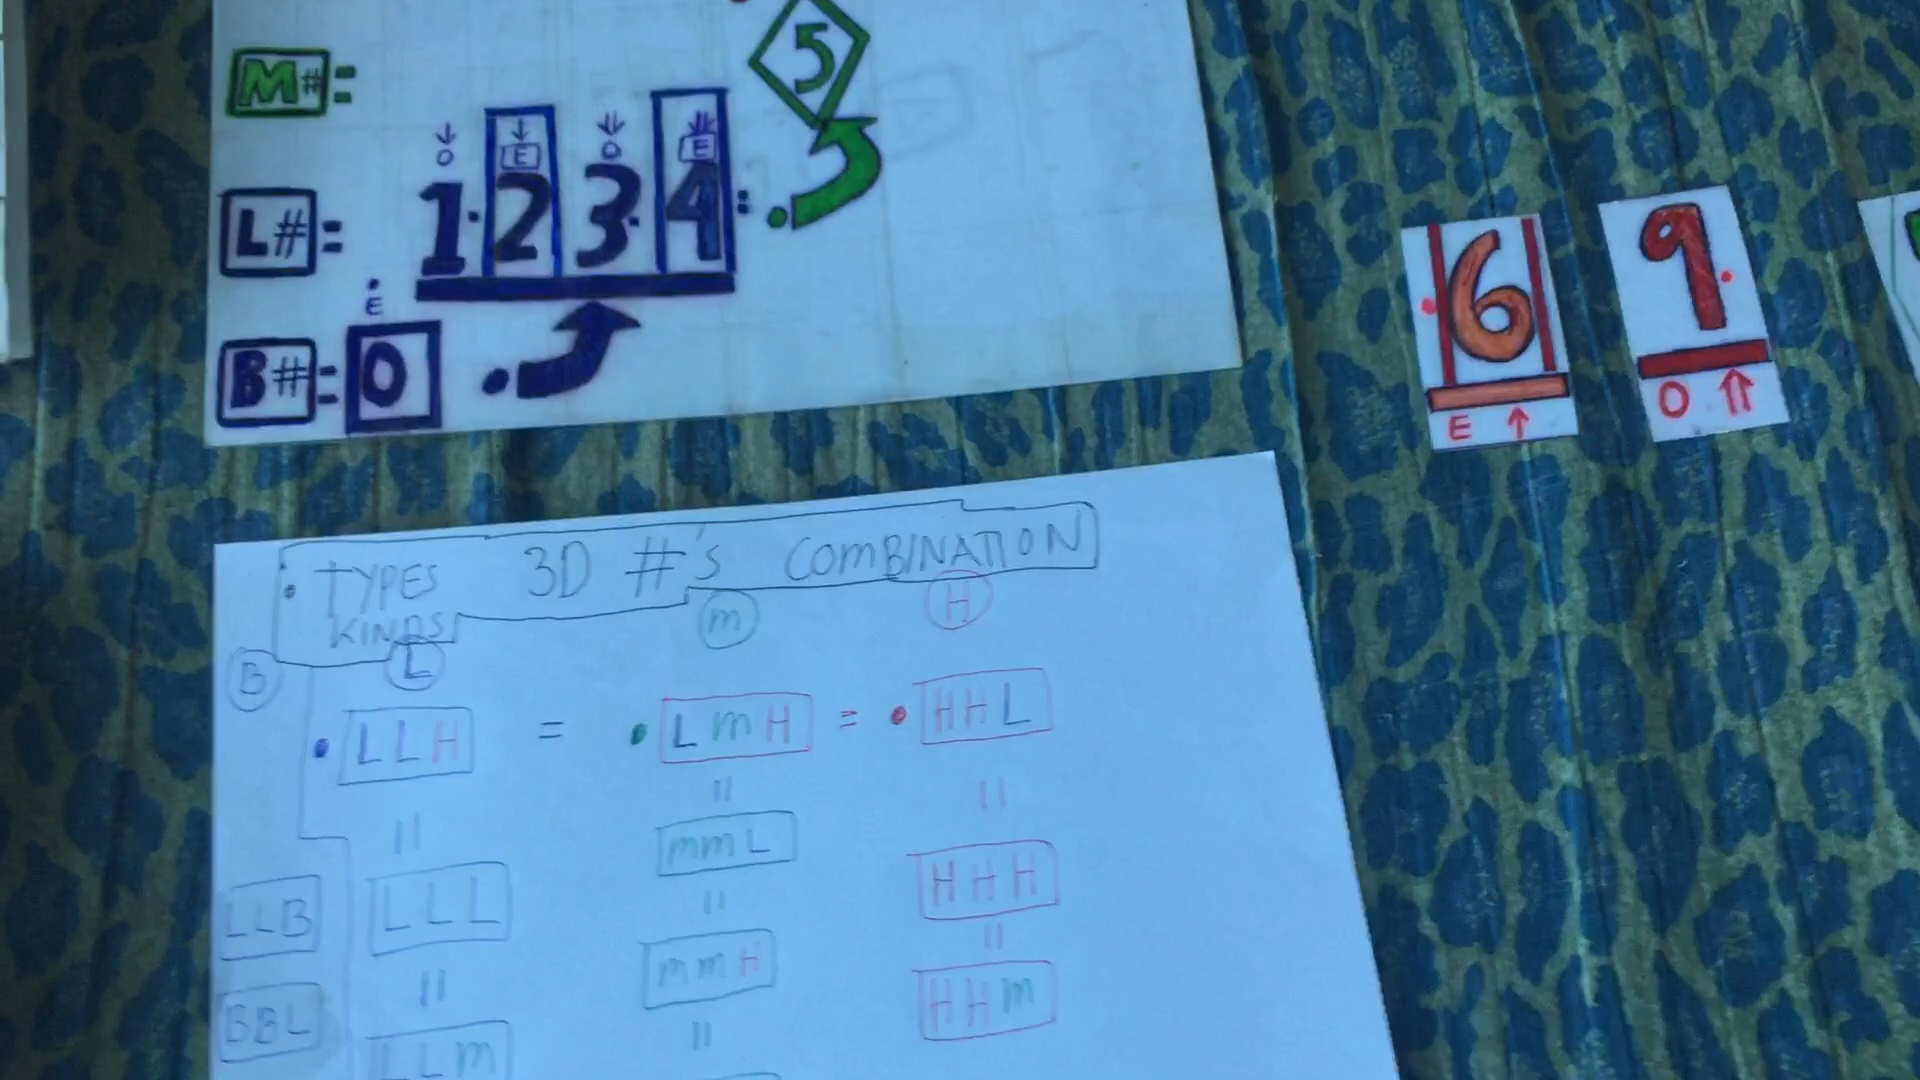 5
M#=
O E O E
L#= 1.2 3.4:
E
B#= 0
6
E
9
O
TYPES 3D #'S COMBINATION
KINDS
B L m H
LLH = LmH = HHL
=  =  =
mmL
LLB LLL HHH
=  =
mmH
BBL = HHm
LLm =